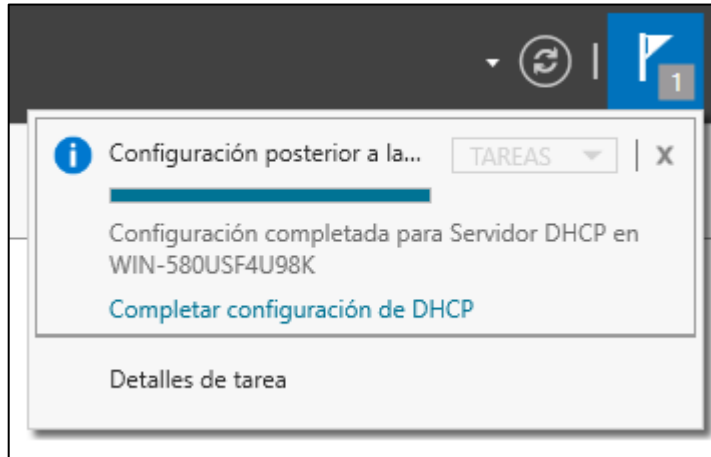 1
Configuración posterior a la...
TAREAS
X
Configuración completada para Servidor DHCP en
WIN-580USF4U98K
Completar configuración de DHCP
Detalles de tarea